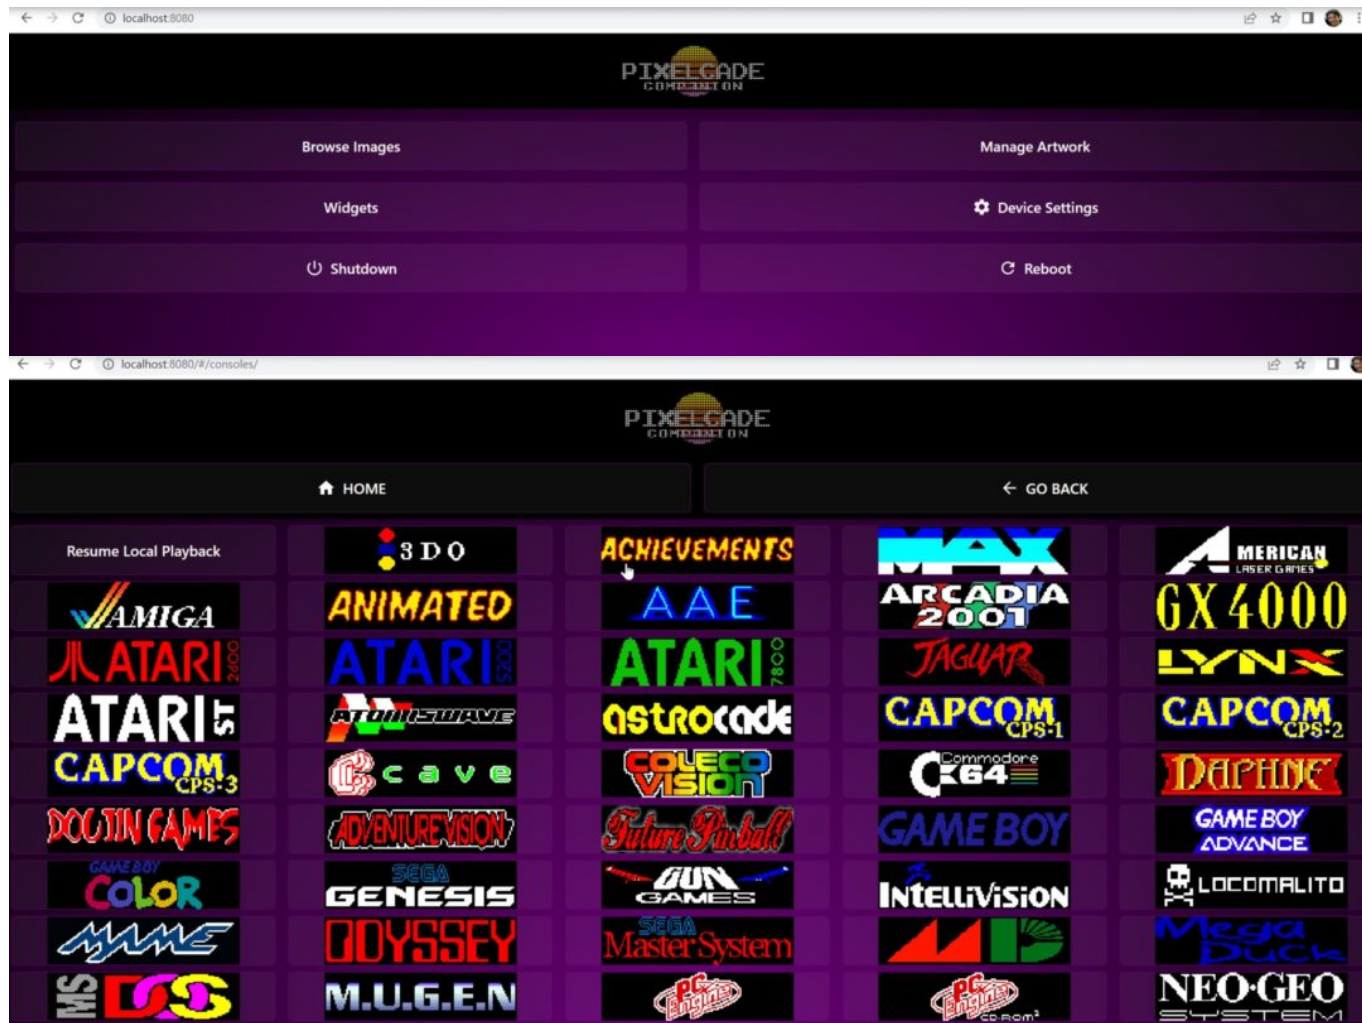 localhost:8080
PIXELCADE
COMPANION
Browse Images
Manage Artwork
Widgets
Device Settings
Shutdown
Reboot
localhost:8080/#/consoles/
PIXELCADE
COMPANION
HOME
GO BACK
Resume Local Playback
3DO
ACHIEVEMENTS
MAX
AMERICAN
LASER GAMES
AMIGA
ANIMATED
AAE
ARCADIA
2001
GX4000
ATARI 2600
ATARI 5200
ATARI 7800
JAGUAR
LYNX
ATARI ST
ATOMISWAVE
astrocade
CAPCOM
CPS-1
CAPCOM
CPS-2
CAPCOM
CPS-3
cave
COLECO
VISION
Commodore
C64
DAPHNE
DOUJIN GAMES
ADVENTUREVISION
Future Pinball
GAME BOY
GAME BOY
ADVANCE
GAME BOY
COLOR
SEGA
GENESIS
GUN
GAMES
INTELLIVISION
LOCOMALITO
MAME
ODYSSEY
SEGA
Master System
Mega
Duck
MS DOS
M.U.G.E.N
PC
Engine
PC
Engine
CD-ROM²
NEO·GEO
SYSTEM